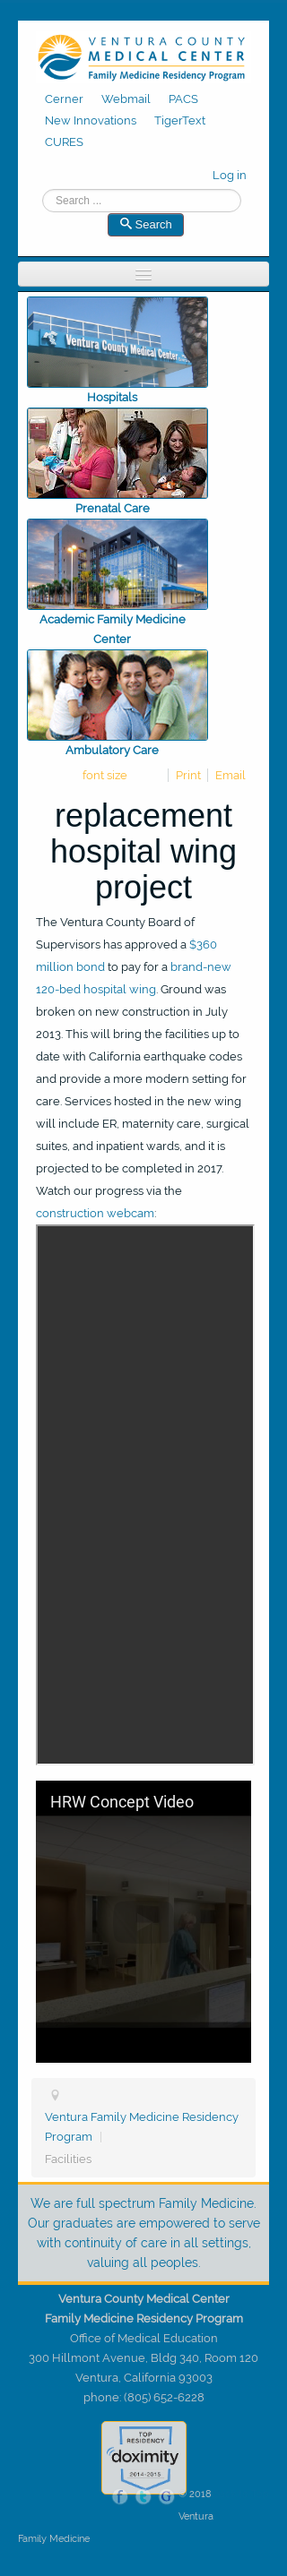 VENTURA COUNTY
MEDICAL CENTER
Family Medicine Residency Program
Cerner Webmail PACS
New Innovations TigerText
CURES
Log in
Search ...
Search
Ventura County Medical Center
Hospitals
Prenatal Care
Academic Family Medicine
Center
Ambulatory Care
font size | Print | Email
replacement
hospital wing
project
The Ventura County Board of
Supervisors has approved a $360
million bond to pay for a brand-new
120-bed hospital wing. Ground was
broken on new construction in July
2013. This will bring the facilities up to
date with California earthquake codes
and provide a more modern setting for
care. Services hosted in the new wing
will include ER, maternity care, surgical
suites, and inpatient wards, and it is
projected to be completed in 2017.
Watch our progress via the
construction webcam:
HRW Concept Video
Ventura Family Medicine Residency
Program |
Facilities
We are full spectrum Family Medicine.
Our graduates are empowered to serve
with continuity of care in all settings,
valuing all peoples.
Ventura County Medical Center
Family Medicine Residency Program
Office of Medical Education
300 Hillmont Avenue, Bldg 340, Room 120
Ventura, California 93003
phone: (805) 652-6228
TOP
RESIDENCY
doximity
2014-2015
© 2018
Ventura
Family Medicine